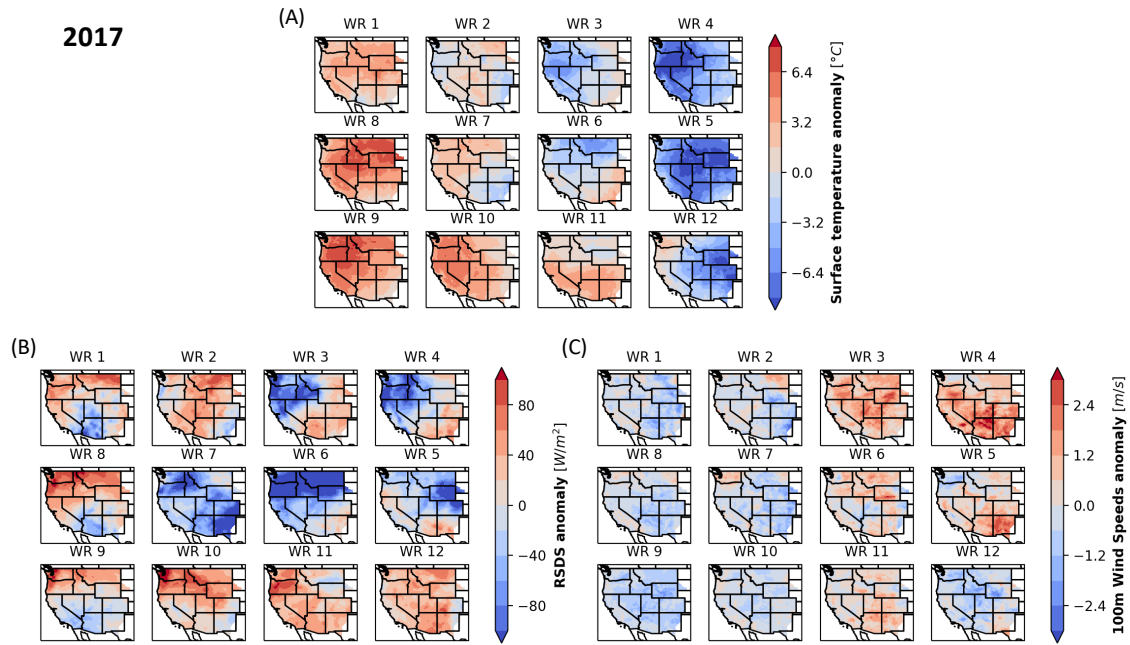 2017
(A)
WR 1 WR 2 WR 3 WR 4
WR 8 WR 7 WR 6 WR 5
WR 9 WR 10 WR 11 WR 12
6.4
3.2
0.0
−3.2
−6.4
Surface temperature anomaly [°C]
(B)
WR 1 WR 2 WR 3 WR 4
WR 8 WR 7 WR 6 WR 5
WR 9 WR 10 WR 11 WR 12
80
40
0
−40
−80
RSDS anomaly [W/m²]
(C)
WR 1 WR 2 WR 3 WR 4
WR 8 WR 7 WR 6 WR 5
WR 9 WR 10 WR 11 WR 12
2.4
1.2
0.0
−1.2
−2.4
100m Wind Speeds anomaly [m/s]